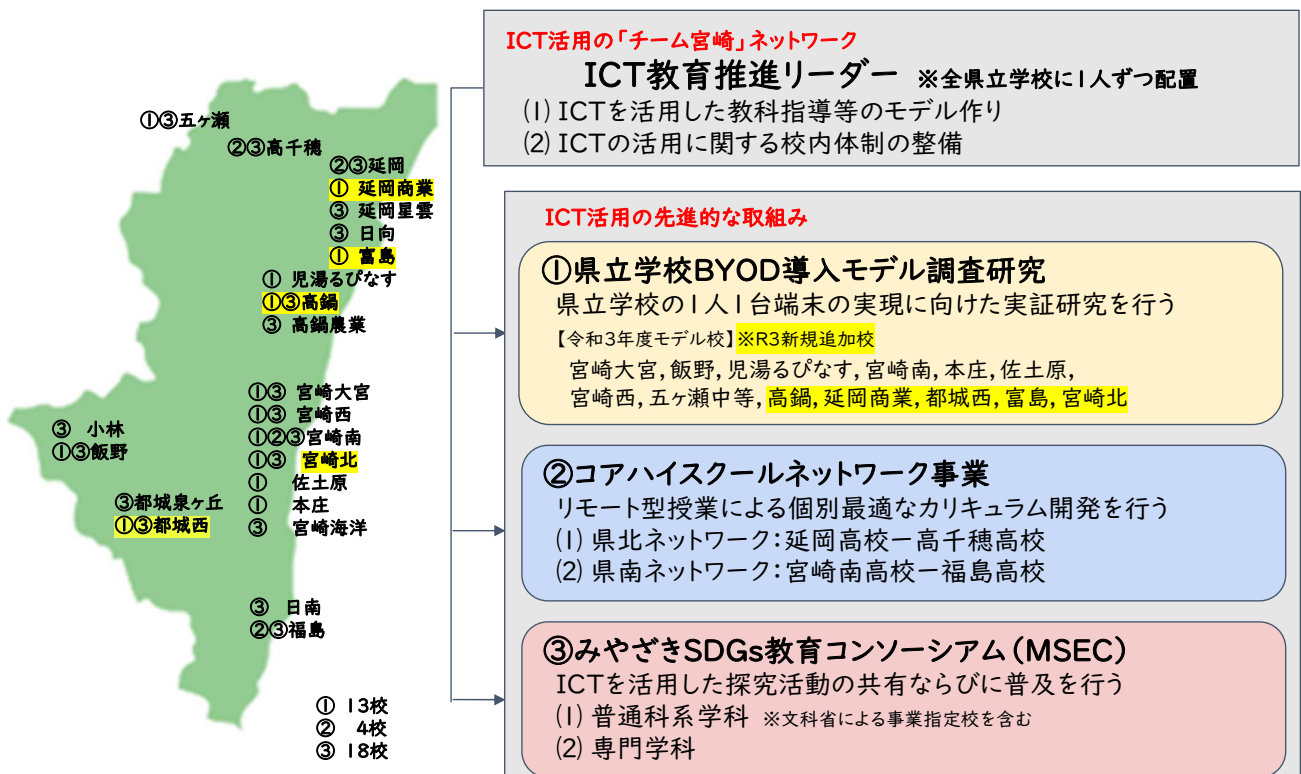 ICT活用の「チーム宮崎」ネットワーク
ICT教育推進リーダー ※全県立学校に1人ずつ配置
(1) ICTを活用した教科指導等のモデル作り
(2) ICTの活用に関する校内体制の整備
①③五ヶ瀬
②③高千穂
②③延岡
① 延岡商業
③ 延岡星雲
③ 日向
① 富島
① 児湯るぴなす
①③高鍋
③ 高鍋農業
①③ 宮崎大宮
①③ 宮崎西
①②③宮崎南
①③ 宮崎北
① 佐土原
① 本庄
③ 宮崎海洋
③ 小林
①③飯野
③都城泉ヶ丘
①③都城西
③ 日南
②③福島
① 13校
② 4校
③ 18校
ICT活用の先進的な取組み
①県立学校BYOD導入モデル調査研究
県立学校の1人1台端末の実現に向けた実証研究を行う
【令和3年度モデル校】※R3新規追加校
宮崎大宮,飯野,児湯るぴなす,宮崎南,本庄,佐土原,
宮崎西,五ヶ瀬中等,高鍋,延岡商業,都城西,富島,宮崎北
②コアハイスクールネットワーク事業
リモート型授業による個別最適なカリキュラム開発を行う
(1) 県北ネットワーク:延岡高校ー高千穂高校
(2) 県南ネットワーク:宮崎南高校ー福島高校
③みやざきSDGs教育コンソーシアム(MSEC)
ICTを活用した探究活動の共有ならびに普及を行う
(1) 普通科系学科 ※文科省による事業指定校を含む
(2) 専門学科